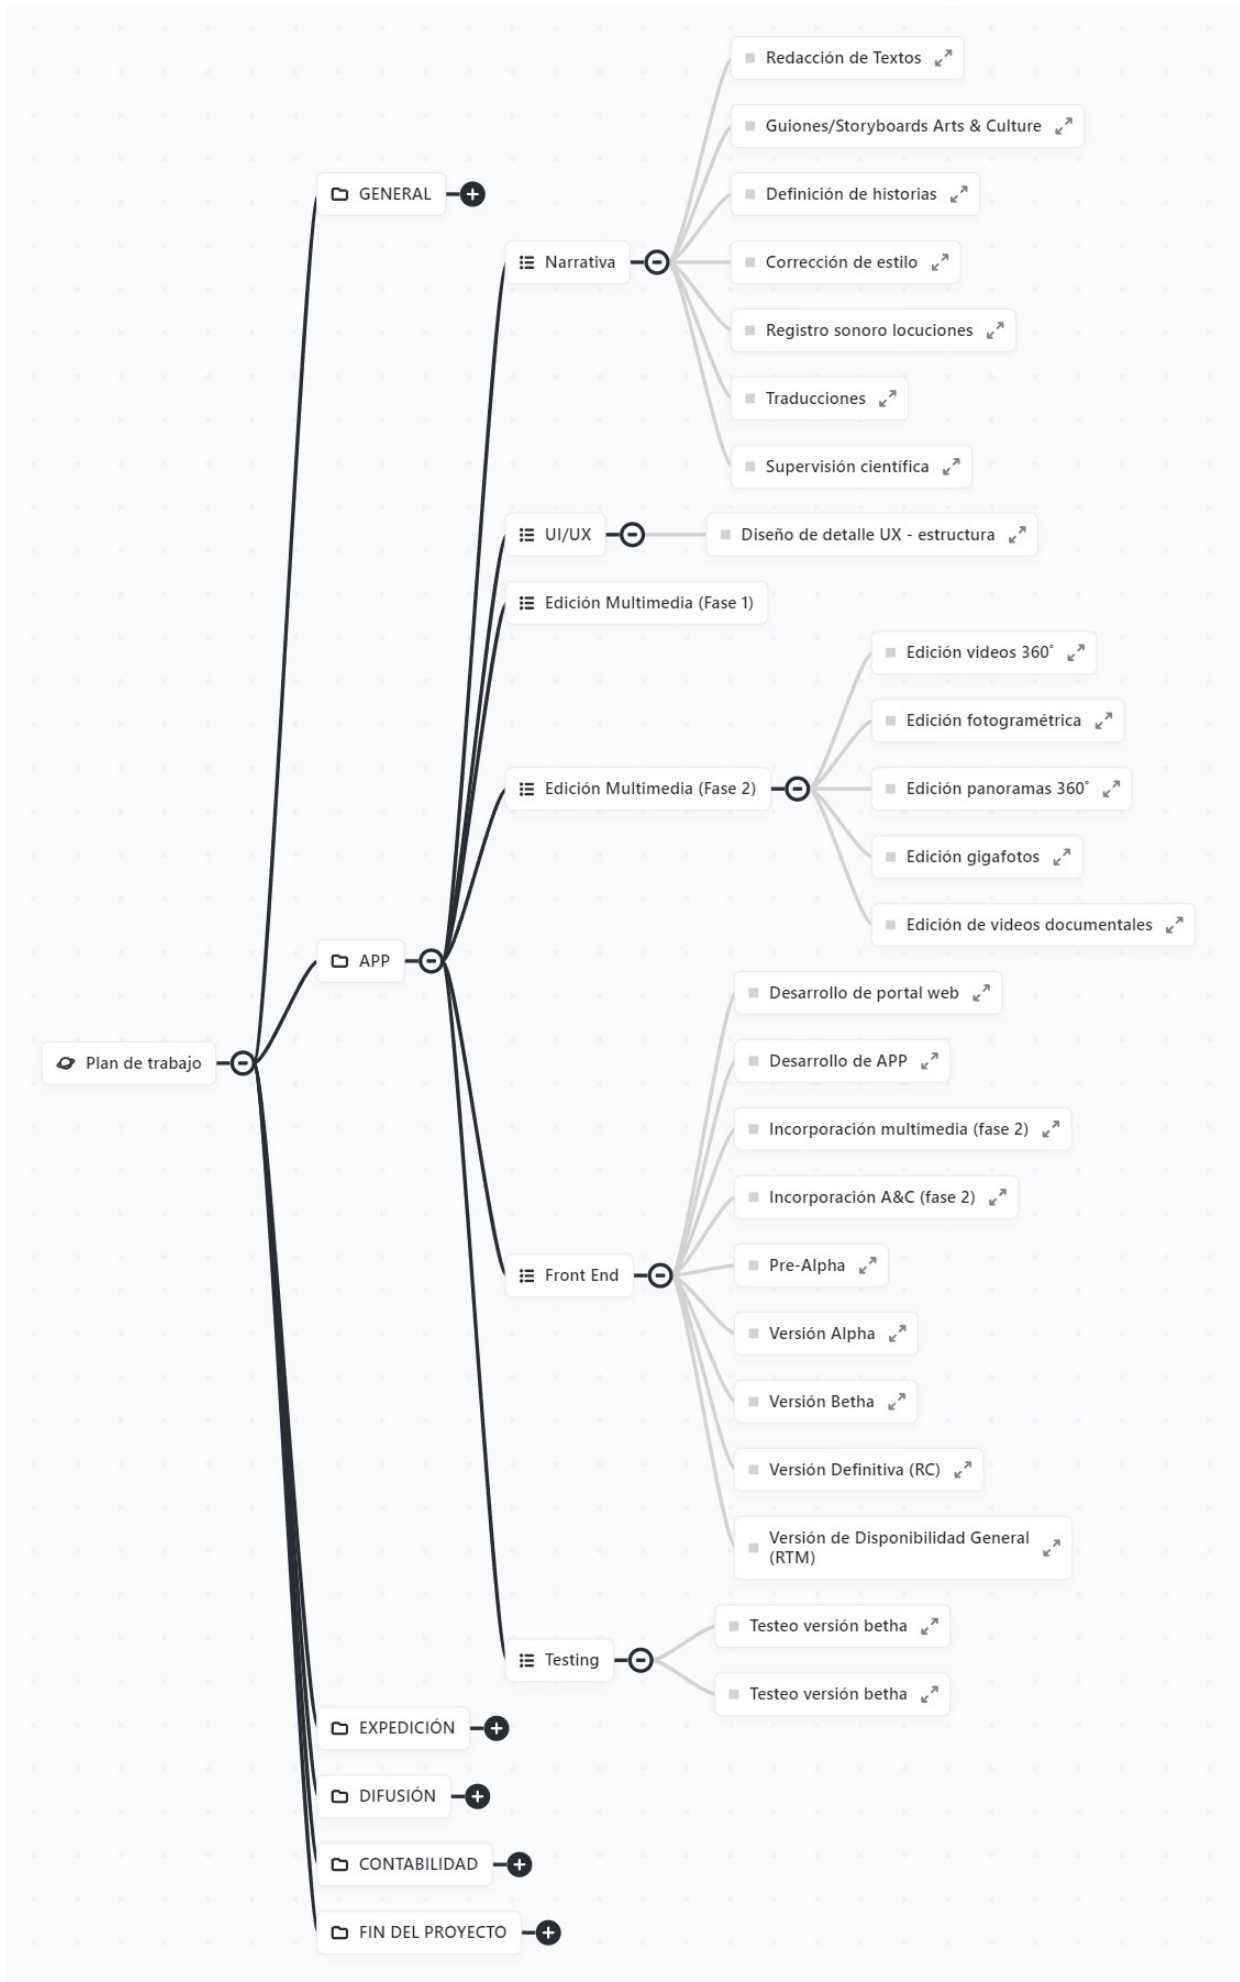 Redacción de Textos
Guiones/Storyboards Arts & Culture
GENERAL
Definición de historias
Narrativa
Corrección de estilo
Registro sonoro locuciones
Traducciones
Supervisión científica
UI/UX
Diseño de detalle UX - estructura
Edición Multimedia (Fase 1)
Edición videos 360°
Edición fotogramétrica
Edición Multimedia (Fase 2)
Edición panoramas 360°
Edición gigafotos
Edición de videos documentales
APP
Desarrollo de portal web
Plan de trabajo
Desarrollo de APP
Incorporación multimedia (fase 2)
Incorporación A&C (fase 2)
Pre-Alpha
Front End
Versión Alpha
Versión Betha
Versión Definitiva (RC)
Versión de Disponibilidad General
(RTM)
Testeo versión betha
Testing
Testeo versión betha
EXPEDICIÓN
DIFUSIÓN
CONTABILIDAD
FIN DEL PROYECTO